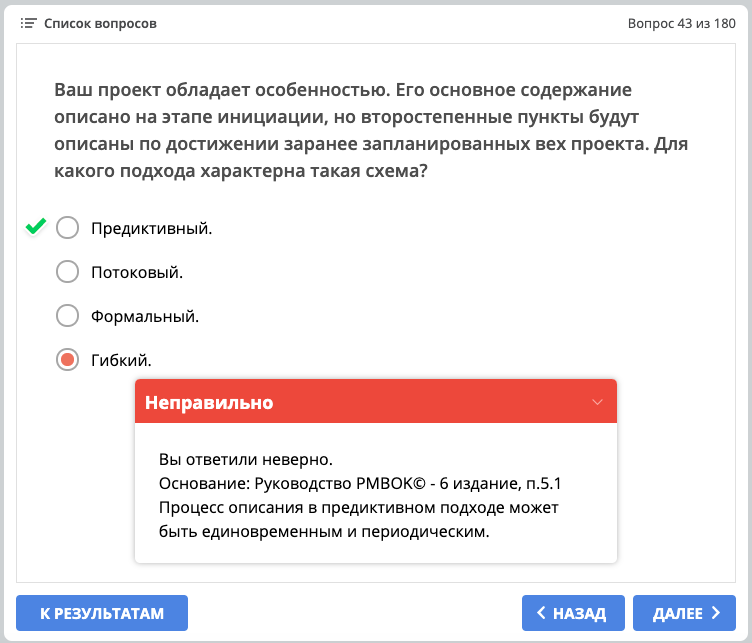 Список вопросов
Вопрос 43 из 180
Ваш проект обладает особенностью. Его основное содержание
описано на этапе инициации, но второстепенные пункты будут
описаны по достижении заранее запланированных вех проекта. Для
какого подхода характерна такая схема?
Предиктивный.
Потоковый.
Формальный.
Гибкий.
Неправильно
Вы ответили неверно.
Основание: Руководство PMBOK© - 6 издание, п.5.1
Процесс описания в предиктивном подходе может
быть единовременным и периодическим.
К РЕЗУЛЬТАТАМ
НАЗАД
ДАЛЕЕ